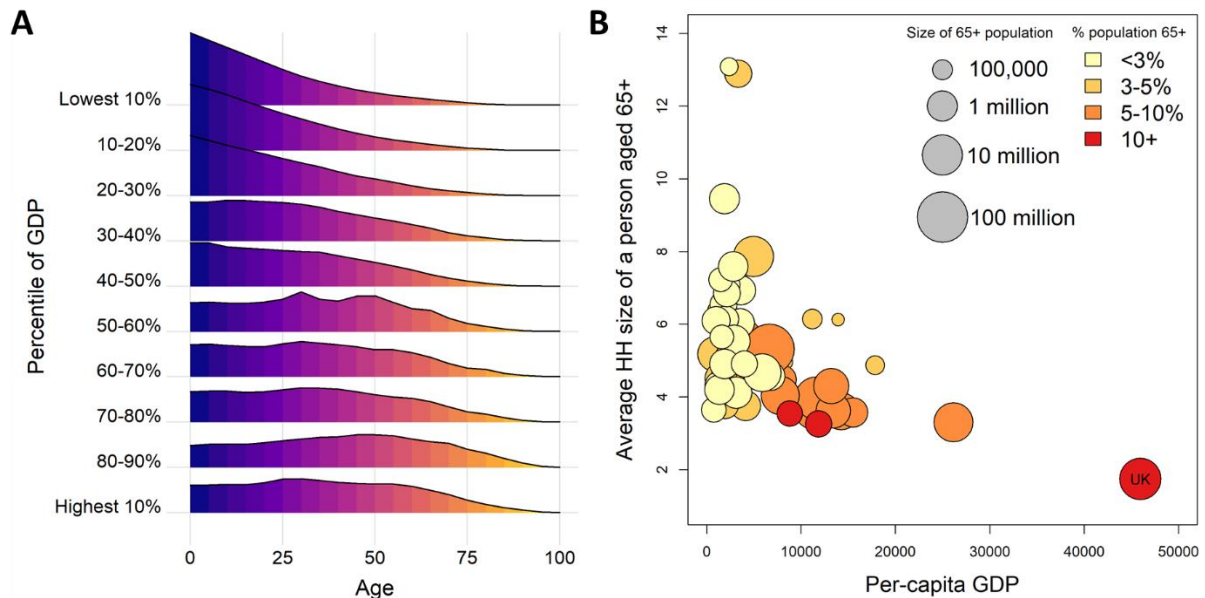 A
Percentile of GDP
Lowest 10%
10-20%
20-30%
30-40%
40-50%
50-60%
60-70%
70-80%
80-90%
Highest 10%
0 25 50 75 100
Age
B
Average HH size of a person aged 65+
14
12
10
8
6
4
2
Size of 65+ population
100,000
1 million
10 million
100 million
% population 65+
<3%
3-5%
5-10%
10+
UK
0 10000 20000 30000 40000 50000
Per-capita GDP